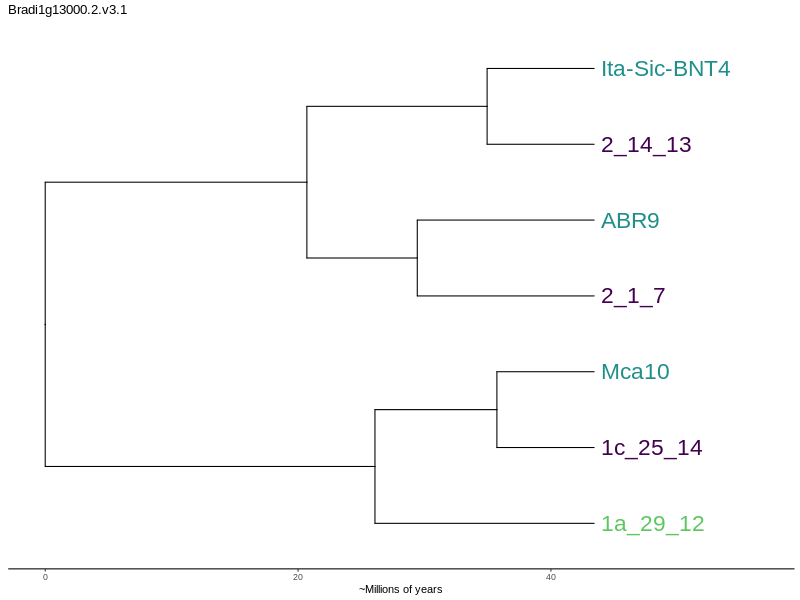 Bradi1g13000.2.v3.1
Ita-Sic-BNT4
2_14_13
ABR9
2_1_7
Mca10
1c_25_14
1a_29_12
0 20 40
~Millions of years